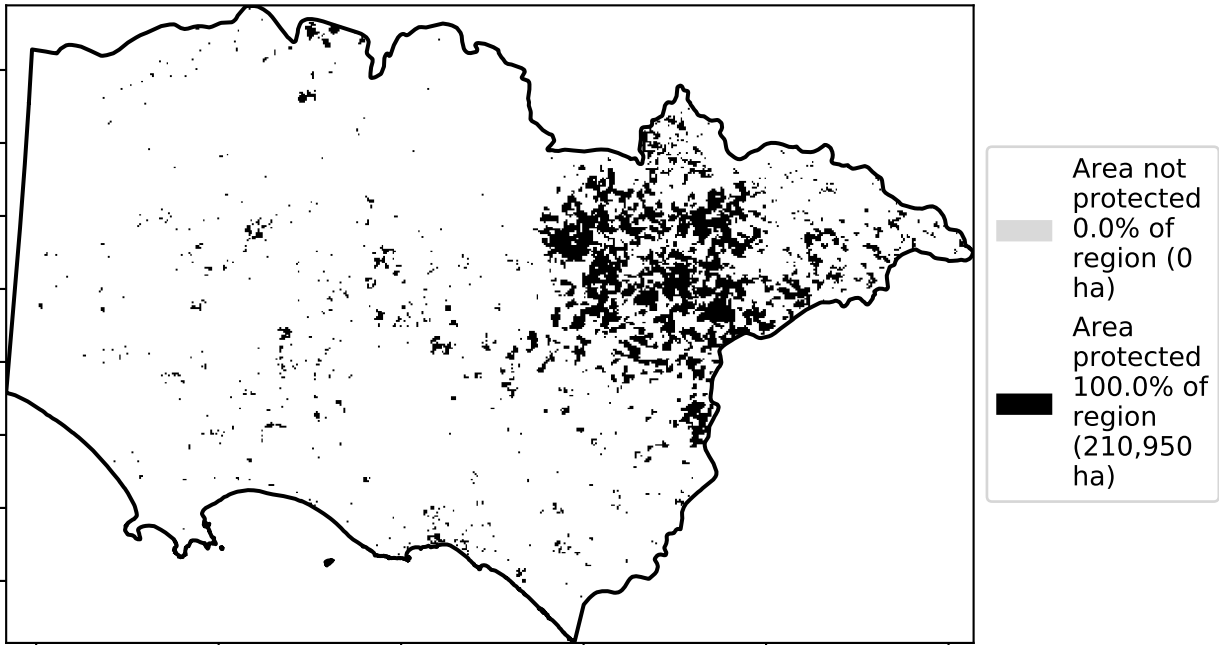 Area not
protected
0.0% of
region (0
ha)
Area
protected
100.0% of
region
(210,950
ha)